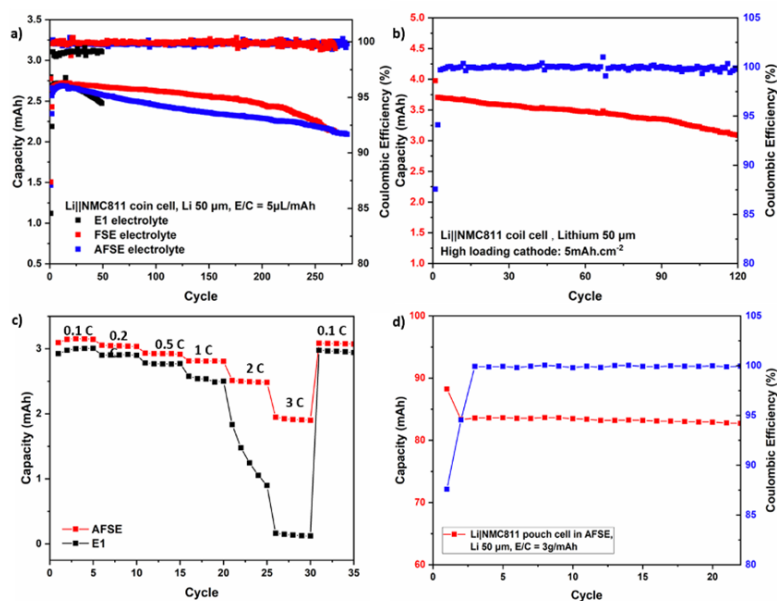 a)
3.5
3.0
2.5
2.0
1.5
1.0
0.5
Capacity (mAh)
100
95
90
85
80
Coulombic Efficiency (%)
Li||NMC811 coin cell, Li 50 μm, E/C = 5μL/mAh
E1 electrolyte
FSE electrolyte
AFSE electrolyte
0 50 100 150 200 250
Cycle
b)
5.0
4.5
4.0
3.5
3.0
2.5
2.0
1.5
1.0
Capacity (mAh)
105
100
95
90
85
80
Coulombic Efficiency (%)
Li||NMC811 coil cell , Lithium 50 μm
High loading cathode: 5mAh.cm⁻²
0 30 60 90 120
Cycle
c)
3
2
1
0
Capacity (mAh)
0.1 C 0.2 0.5 C 1 C 2 C 3 C 0.1 C
AFSE
E1
0 5 10 15 20 25 30 35
Cycle
d)
100
90
80
70
60
Capacity (mAh)
105
100
95
90
85
80
Coulombic Efficiency (%)
Li|NMC811 pouch cell in AFSE,
Li 50 μm, E/C = 3g/mAh
0 5 10 15 20
Cycle